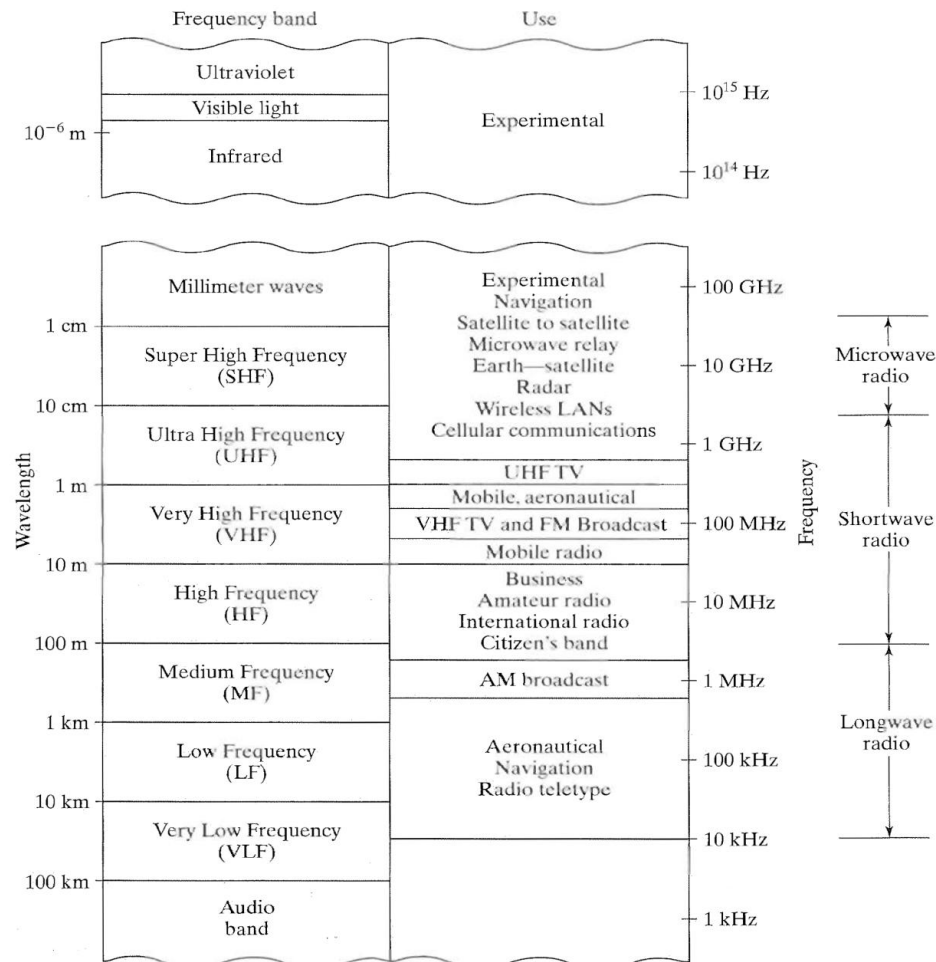 Frequency band
Use
Ultraviolet
Visible light
Infrared
10⁻⁶ m
Experimental
10¹⁵ Hz
10¹⁴ Hz
Millimeter waves
1 cm
Super High Frequency
(SHF)
10 cm
Ultra High Frequency
(UHF)
1 m
Very High Frequency
(VHF)
10 m
High Frequency
(HF)
100 m
Medium Frequency
(MF)
1 km
Low Frequency
(LF)
10 km
Very Low Frequency
(VLF)
100 km
Audio
band
Wavelength
Experimental
Navigation
Satellite to satellite
Microwave relay
Earth—satellite
Radar
Wireless LANs
Cellular communications
UHF TV
Mobile, aeronautical
VHF TV and FM Broadcast
Mobile radio
Business
Amateur radio
International radio
Citizen's band
AM broadcast
Aeronautical
Navigation
Radio teletype
100 GHz
10 GHz
1 GHz
100 MHz
10 MHz
1 MHz
100 kHz
10 kHz
1 kHz
Frequency
Microwave
radio
Shortwave
radio
Longwave
radio